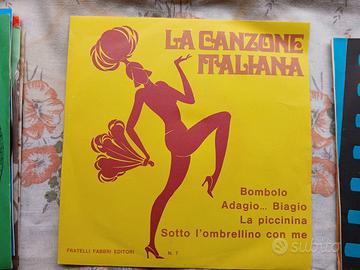 LA CANZONE
ITALIANA
Bombolo
Adagio... Biagio
La piccinina
Sotto l'ombrellino con me
FRATELLI FABBRI EDITORI
N. 7
subito